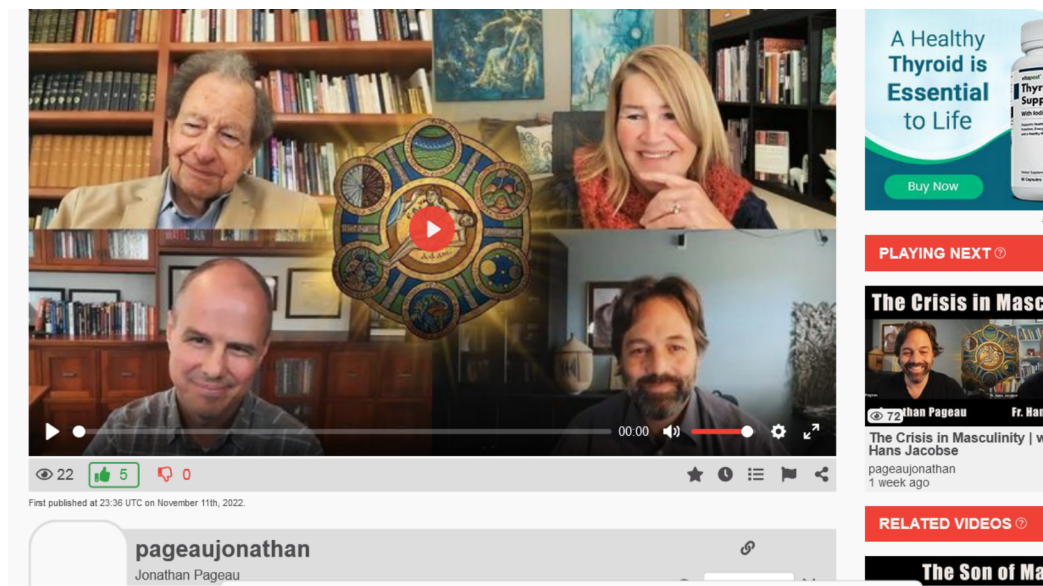 A Healthy
Thyroid is
Essential
to Life
Buy Now
00:00
22
5
0
First published at 23:36 UTC on November 11th, 2022.
pageaujonathan
Jonathan Pageau
PLAYING NEXT
The Crisis in Masc
than Pageau Fr. Han
72
The Crisis in Masculinity | w
Hans Jacobse
pageaujonathan
1 week ago
RELATED VIDEOS
The Son of Ma